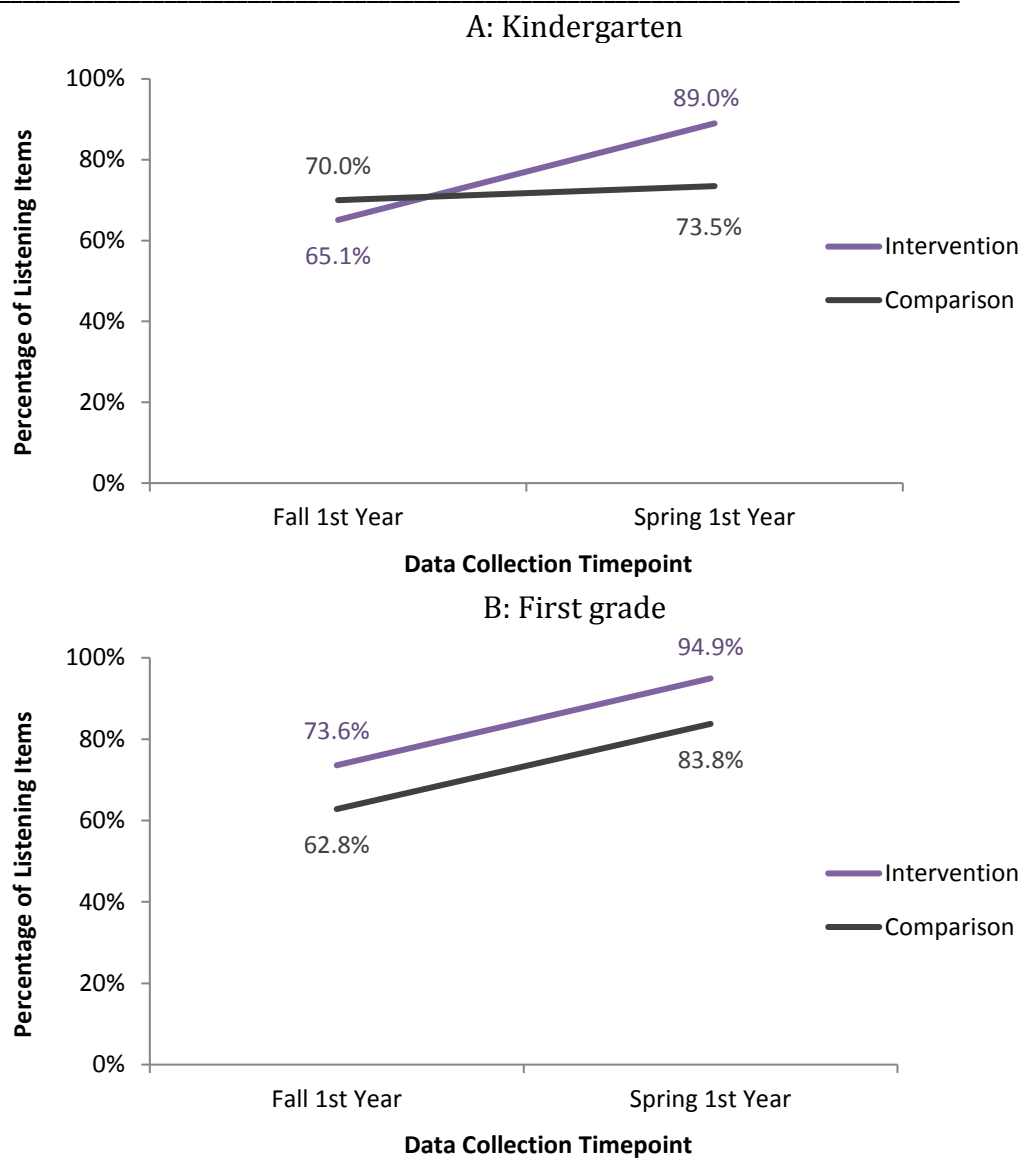 A: Kindergarten
100%
80%
60%
40%
20%
0%
Percentage of Listening Items
70.0%
65.1%
89.0%
73.5%
Intervention
Comparison
Fall 1st Year
Spring 1st Year
Data Collection Timepoint
B: First grade
100%
80%
60%
40%
20%
0%
Percentage of Listening Items
73.6%
62.8%
94.9%
83.8%
Intervention
Comparison
Fall 1st Year
Spring 1st Year
Data Collection Timepoint